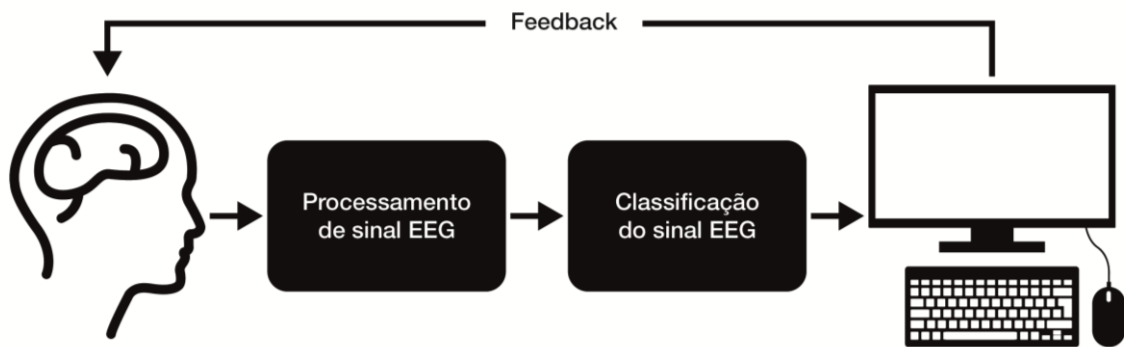 Feedback
Processamento
de sinal EEG
Classificação
do sinal EEG